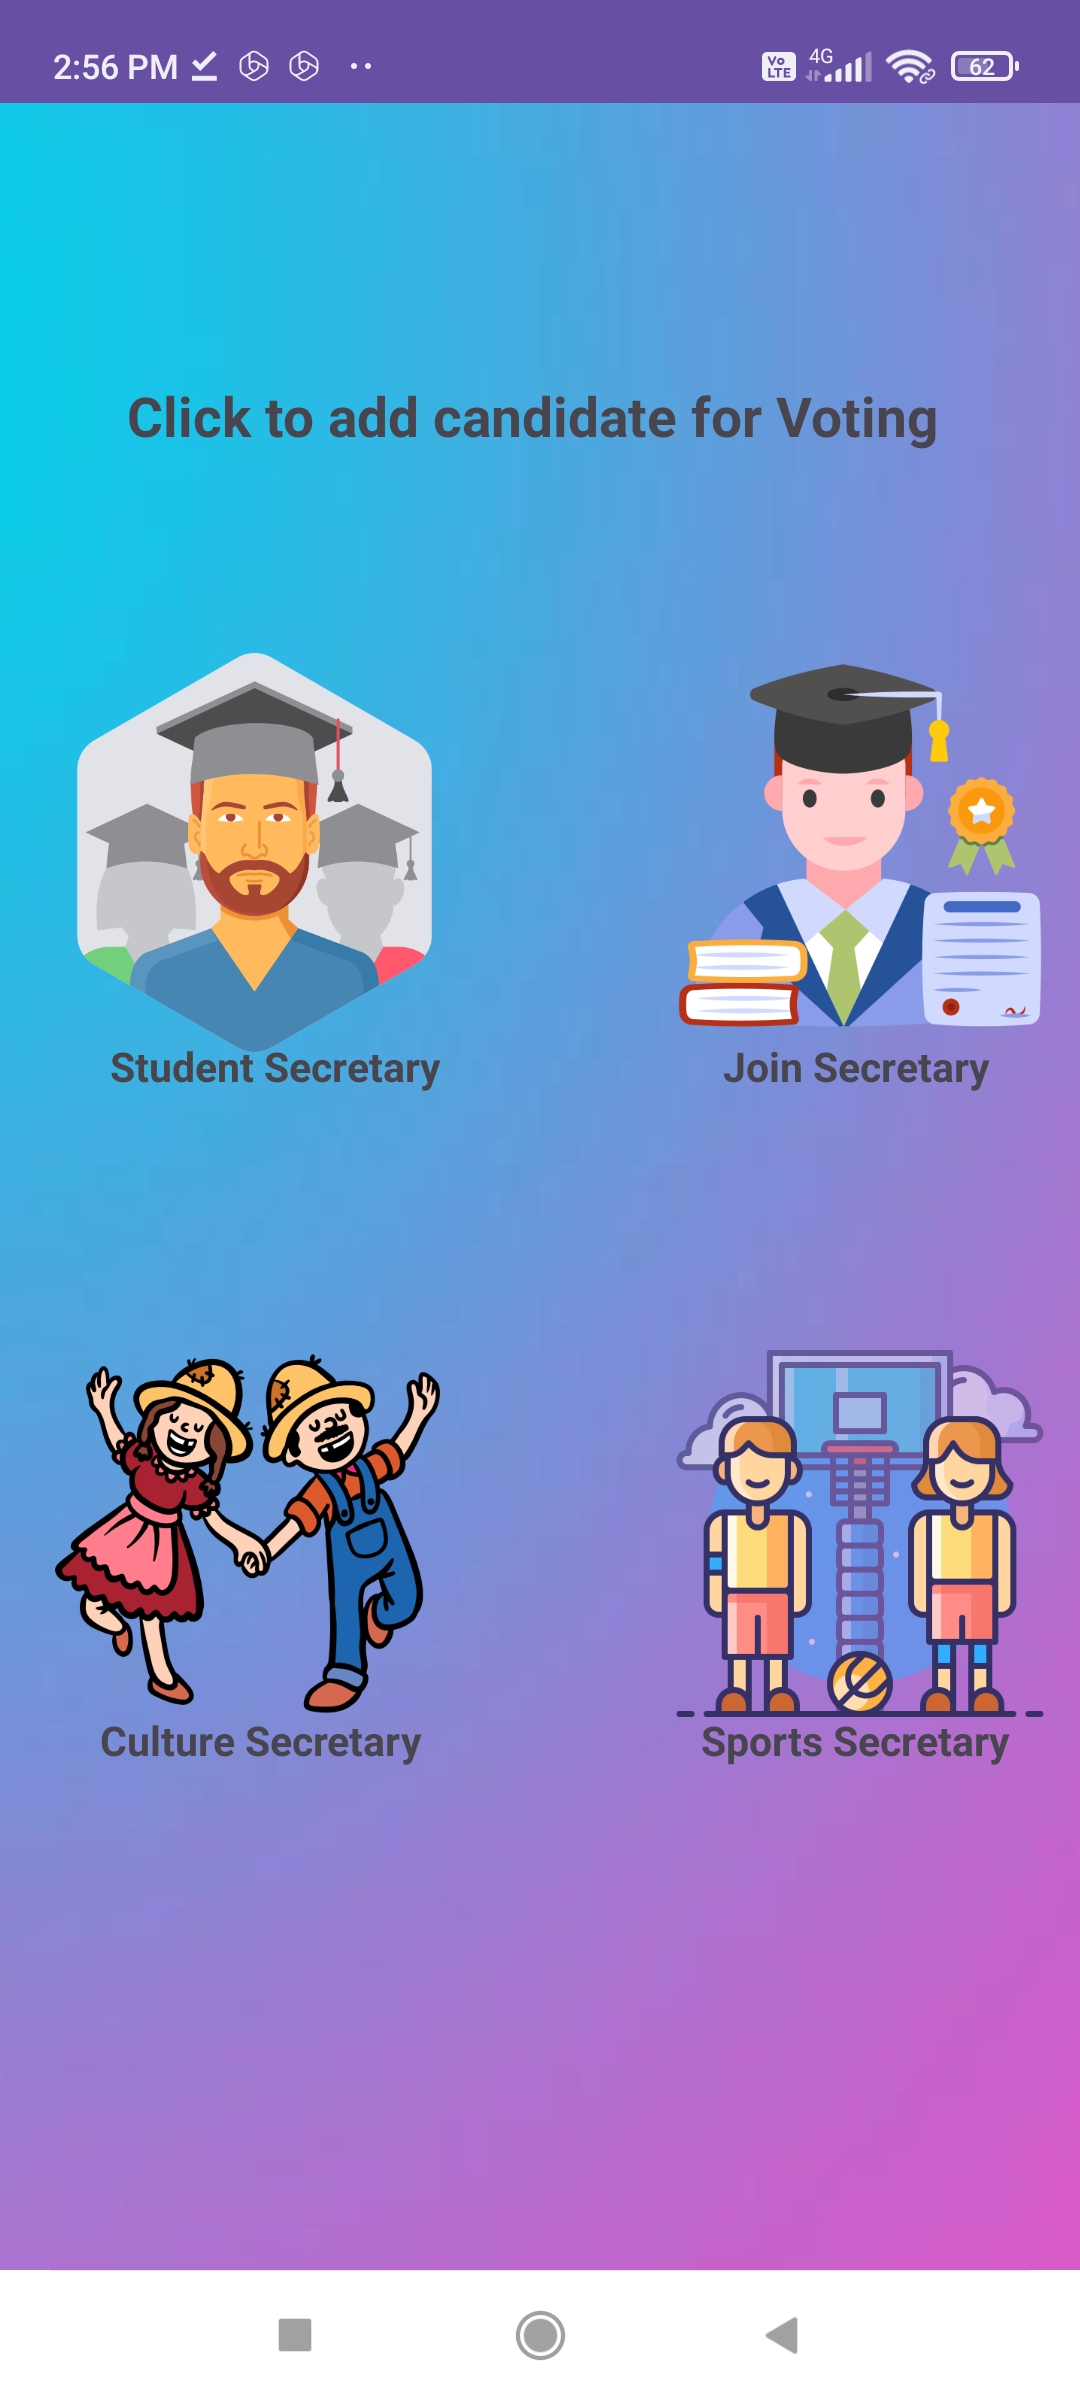 2:56 PM
Vo
LTE
4G
62
Click to add candidate for Voting
Student Secretary
Join Secretary
Culture Secretary
Sports Secretary